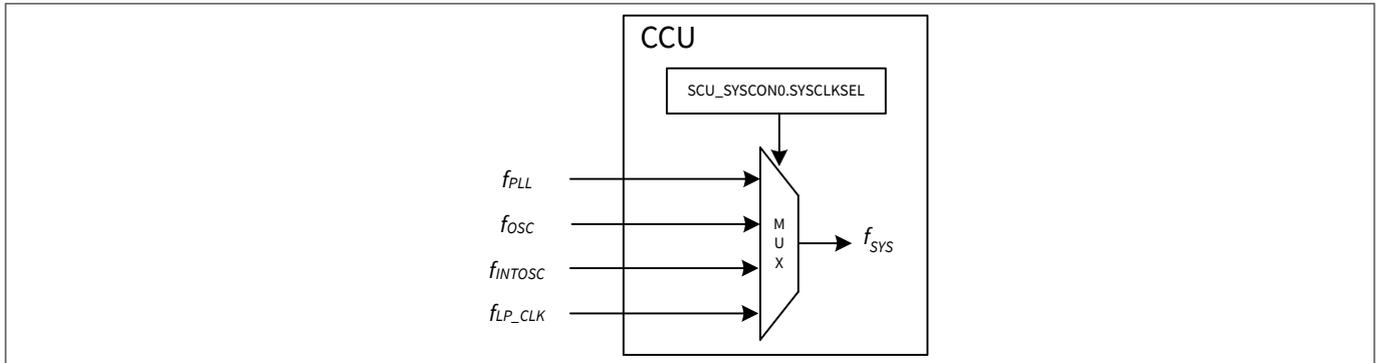 CCU
SCU_SYSCON0.SYSCLKSEL
fPLL
fOSC
fINTOSC
fLP_CLK
M
U
X
fSYS